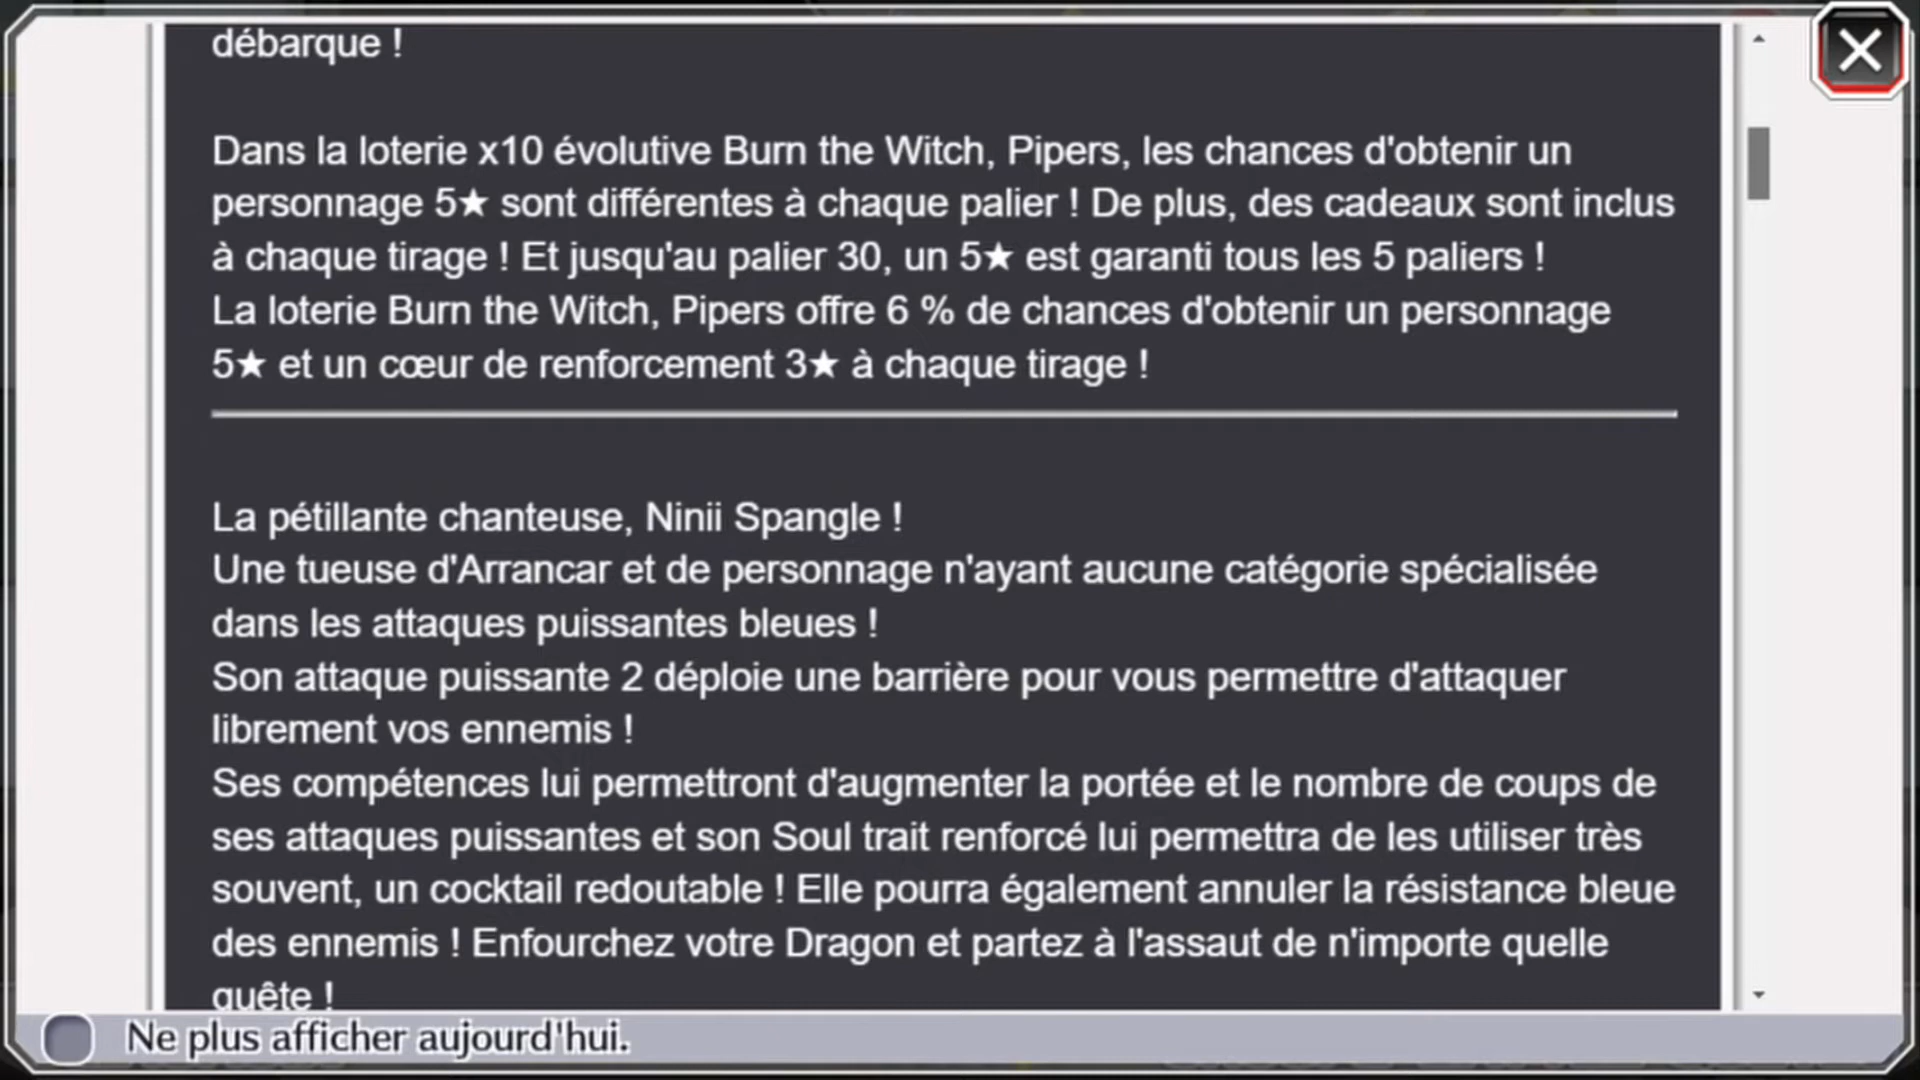 débarque !
Dans la loterie x10 évolutive Burn the Witch, Pipers, les chances d'obtenir un
personnage 5★ sont différentes à chaque palier ! De plus, des cadeaux sont inclus
à chaque tirage ! Et jusqu'au palier 30, un 5★ est garanti tous les 5 paliers !
La loterie Burn the Witch, Pipers offre 6 % de chances d'obtenir un personnage
5★ et un cœur de renforcement 3★ à chaque tirage !
La pétillante chanteuse, Ninii Spangle !
Une tueuse d'Arrancar et de personnage n'ayant aucune catégorie spécialisée
dans les attaques puissantes bleues !
Son attaque puissante 2 déploie une barrière pour vous permettre d'attaquer
librement vos ennemis !
Ses compétences lui permettront d'augmenter la portée et le nombre de coups de
ses attaques puissantes et son Soul trait renforcé lui permettra de les utiliser très
souvent, un cocktail redoutable ! Elle pourra également annuler la résistance bleue
des ennemis ! Enfourchez votre Dragon et partez à l'assaut de n'importe quelle
quête !
Ne plus afficher aujourd'hui.